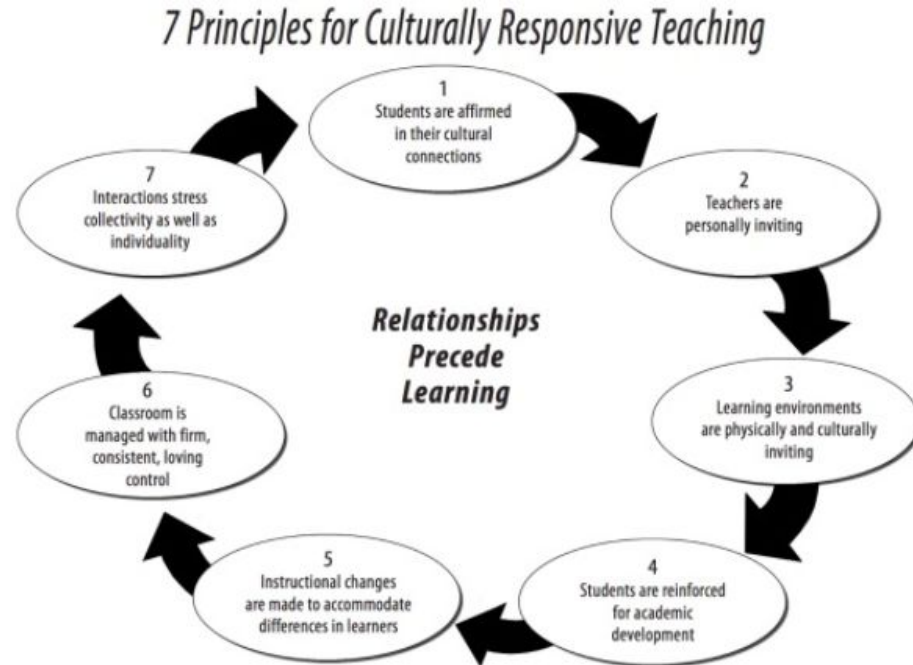 7 Principles for Culturally Responsive Teaching
1
Students are affirmed
in their cultural
connections
2
Teachers are
personally inviting
3
Learning environments
are physically and culturally
inviting
4
Students are reinforced
for academic
development
5
Instructional changes
are made to accommodate
differences in learners
6
Classroom is
managed with firm,
consistent, loving
control
7
Interactions stress
collectivity as well as
individuality
Relationships
Precede
Learning